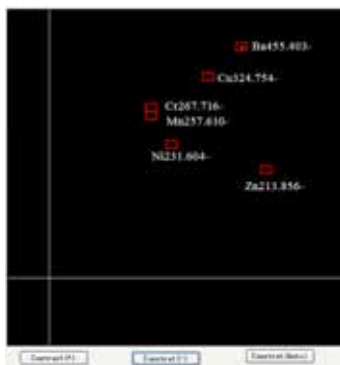 Ba455.403-
Cu324.754-
Cr267.716-
Mn257.610-
Ni231.604-
Zn213.856-